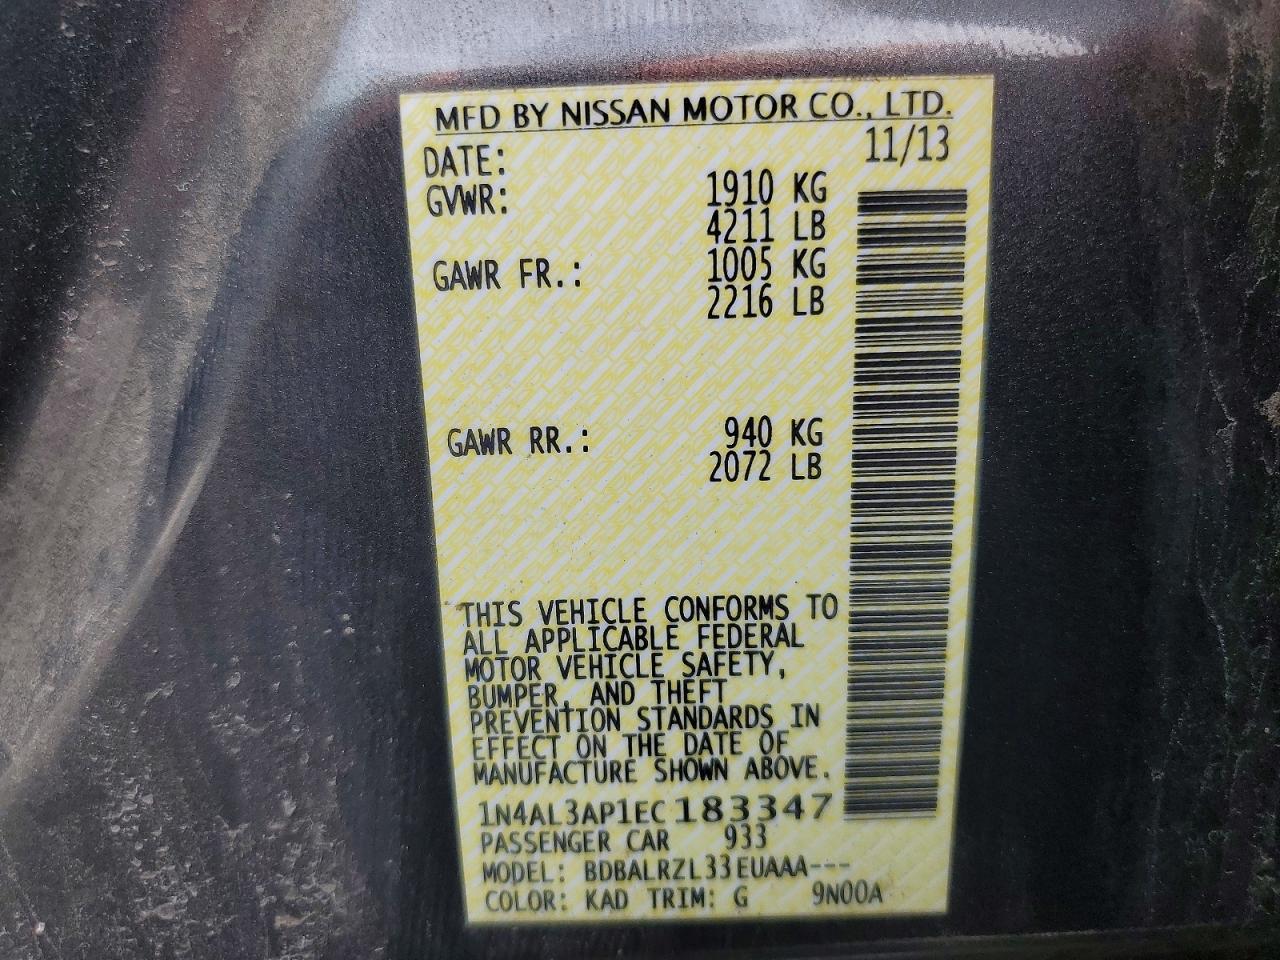 MFD BY NISSAN MOTOR CO., LTD.
DATE: 11/13
GVWR: 1910 KG
4211 LB
GAWR FR.: 1005 KG
2216 LB
GAWR RR.: 940 KG
2072 LB
THIS VEHICLE CONFORMS TO
ALL APPLICABLE FEDERAL
MOTOR VEHICLE SAFETY,
BUMPER, AND THEFT
PREVENTION STANDARDS IN
EFFECT ON THE DATE OF
MANUFACTURE SHOWN ABOVE.
1N4AL3AP1EC183347
PASSENGER CAR 933
MODEL: BDBALRZL33EUAAA---
COLOR: KAD TRIM: G 9N00A